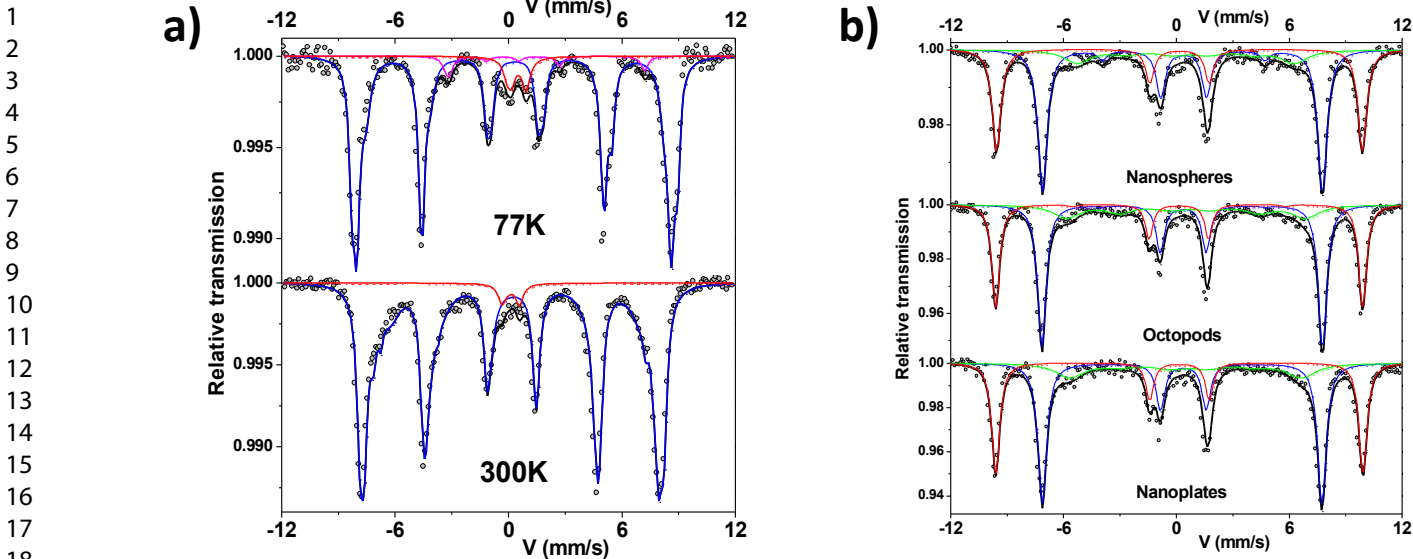 1
2
3
4
5
6
7
8
9
10
11
12
13
14
15
16
17
18
a)
V (mm/s)
-12 -6 0 6 12
1.000
0.995
0.990
77K
1.000
0.995
0.990
300K
Relative transmission
-12 -6 0 6 12
V (mm/s)
b)
V (mm/s)
-12 -6 0 6 12
1.00
0.98
Nanospheres
1.00
0.98
0.96
Octopods
1.00
0.98
0.96
0.94
Nanoplates
Relative transmission
-12 -6 0 6 12
V (mm/s)